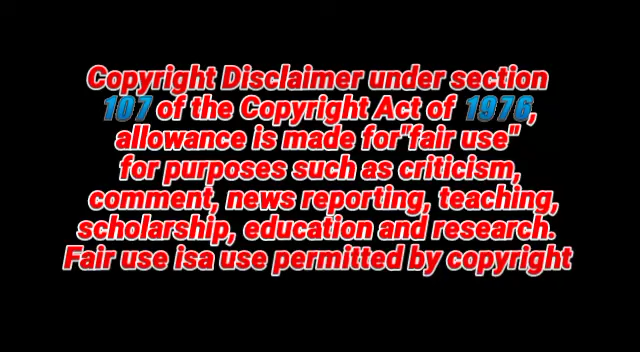 Copyright Disclaimer under section
107 of the Copyright Act of 1976,
allowance is made for"fair use"
for purposes such as criticism,
comment, news reporting, teaching,
scholarship, education and research.
Fair use isa use permitted by copyright